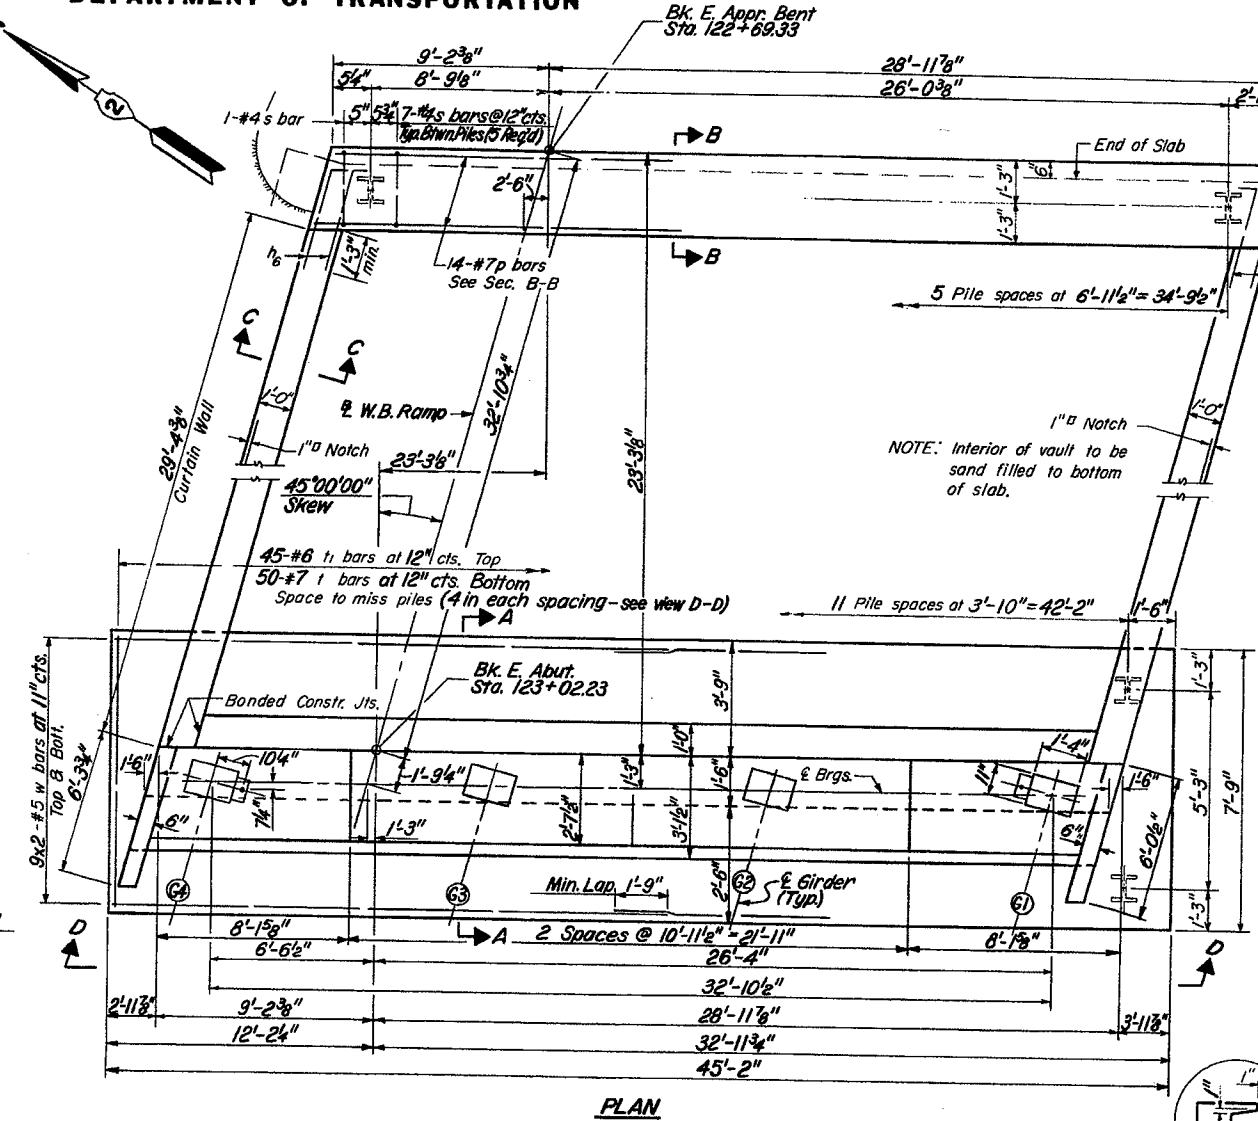 DEPARTMENT OF TRANSPORTATION
Bk. E. Appr. Bent
Sta. 122+69.33
9'-2⅜"
28'-11⅞"
5¼"
8'-9⅛"
26'-0⅜"
2
1-#4 s bar
5"
5¾"
7-#4s bars@12"cts.
Typ. Btwn Piles (5 Req'd)
B
End of Slab
6"
2'-6"
1'-3"
1'-3"
h6
1'-3"
min.
14-#7p bars
See Sec. B-B
B
5 Pile spaces at 6'-11½"= 34'-9½"
C
C
1'-0"
℄ W.B. Ramp
32'-10¾"
1'-0"
29'-4⅜"
Curtain Wall
1"□ Notch
23'-3⅛"
23'-3⅛"
1"□ Notch
NOTE: Interior of vault to be
sand filled to bottom
of slab.
45°00'00"
Skew
45-#6 t1 bars at 12" cts. Top
50-#7 t bars at 12" cts. Bottom
Space to miss piles (4 in each spacing-see view D-D)
11 Pile spaces at 3'-10"=42'-2"
1'-6"
A
Bk. E. Abut.
Sta. 123+02.23
3'-9"
1'-3"
9x2-#5 w bars at 11" cts.
Top & Bott.
Bonded Constr. Jts.
1'-0"
6'-3¾"
1'-6"
10¼"
7¼"
1'-9¼"
1'-3"
1'-6"
℄ Brgs.
1'-4"
11"
1'-6"
5'-3"
7'-9"
6"
1'-3"
2'-7½"
3'-1½"
6"
6'-0½"
2'-6"
Min. Lap 1'-9"
℄ Girder
(Typ.)
G4
G3
G2
G1
1'-3"
D
8'-1⅝"
A
2 Spaces @ 10'-11½" = 21'-11"
8'-1⅝"
D
6'-6½"
26'-4"
32'-10½"
2'-11⅞"
9'-2⅜"
28'-11⅞"
3'-11⅞"
12'-2¼"
32'-11¾"
45'-2"
1"
1"
PLAN